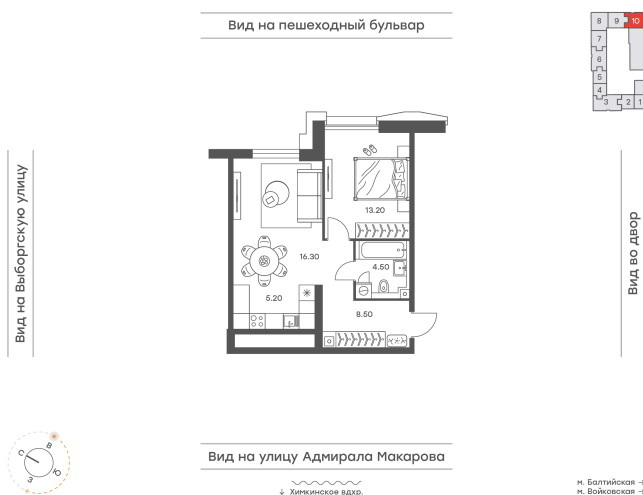 Вид на пешеходный бульвар
8 9 10
7
6
5
4
3 2 1
Вид на Выборгскую улицу
Вид во двор
13.20
16.30
4.50
5.20
8.50
Вид на улицу Адмирала Макарова
С В
З Ю
↓ Химкинское вдхр.
м. Балтийская
м. Войковская